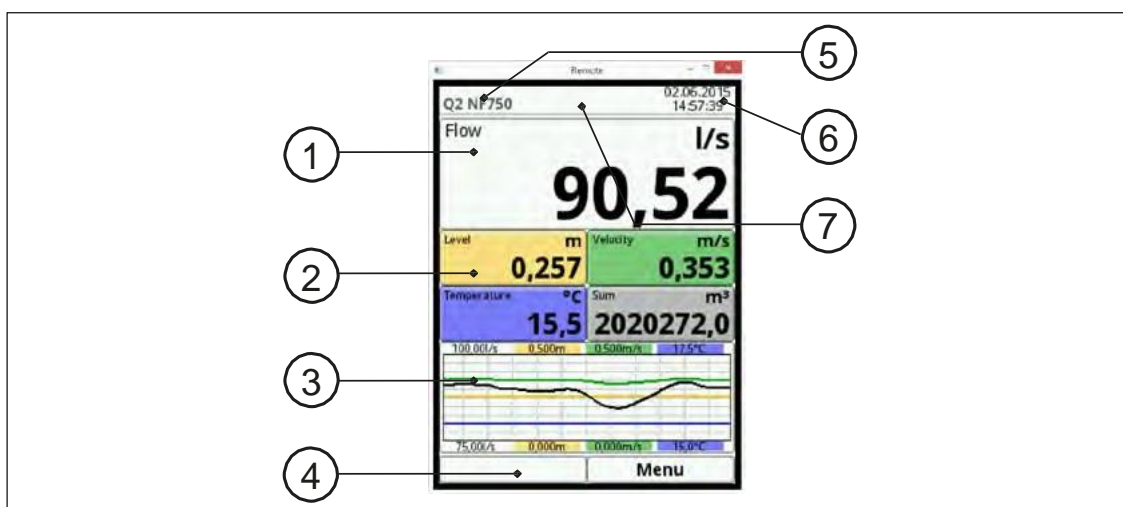 5
Remote
02.06.2015
Q2 NF750
14:57:39
6
Flow
l/s
1
90,52
7
Level m Velocity m/s
2
0,257 0,353
Temperature °C Sum m³
15,5 2020272,0
100,00l/s 0,500m 0,500m/s 17,5°C
3
75,00l/s 0,000m 0,000m/s 15,0°C
4
Menu